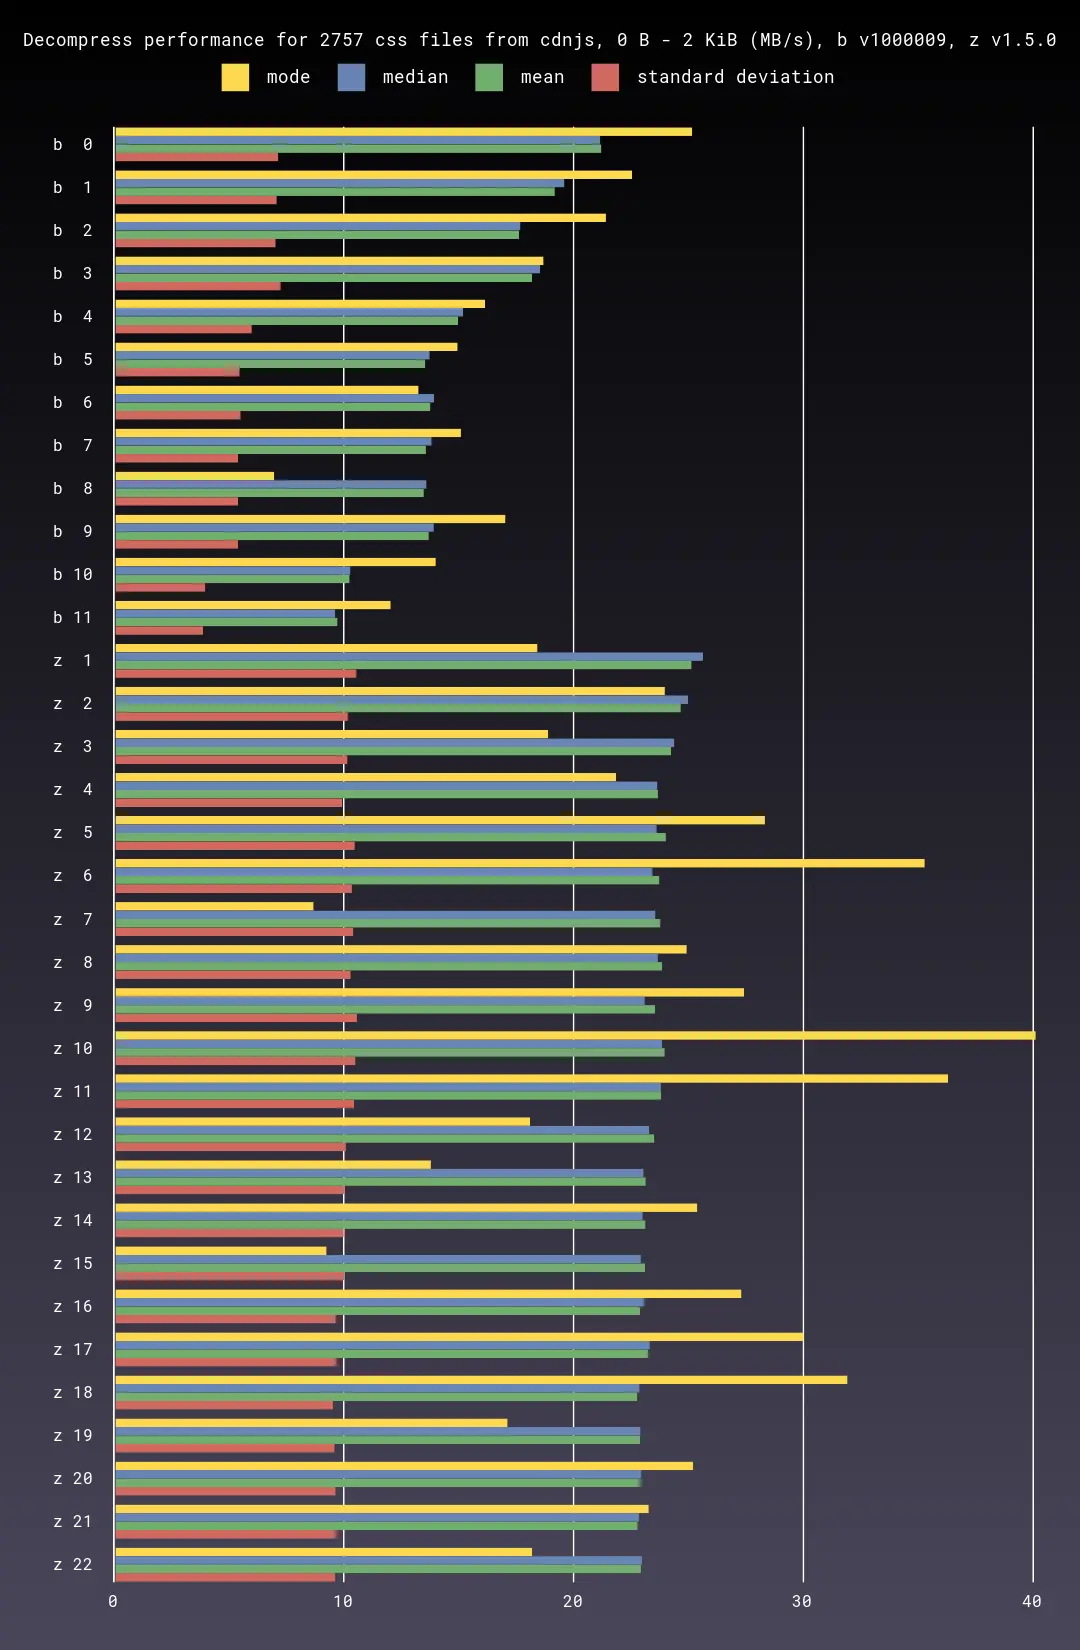 Decompress performance for 2757 css files from cdnjs, 0 B - 2 KiB (MB/s), b v1000009, z v1.5.0
mode median mean standard deviation
b 0
b 1
b 2
b 3
b 4
b 5
b 6
b 7
b 8
b 9
b 10
b 11
z 1
z 2
z 3
z 4
z 5
z 6
z 7
z 8
z 9
z 10
z 11
z 12
z 13
z 14
z 15
z 16
z 17
z 18
z 19
z 20
z 21
z 22
0 10 20 30 40